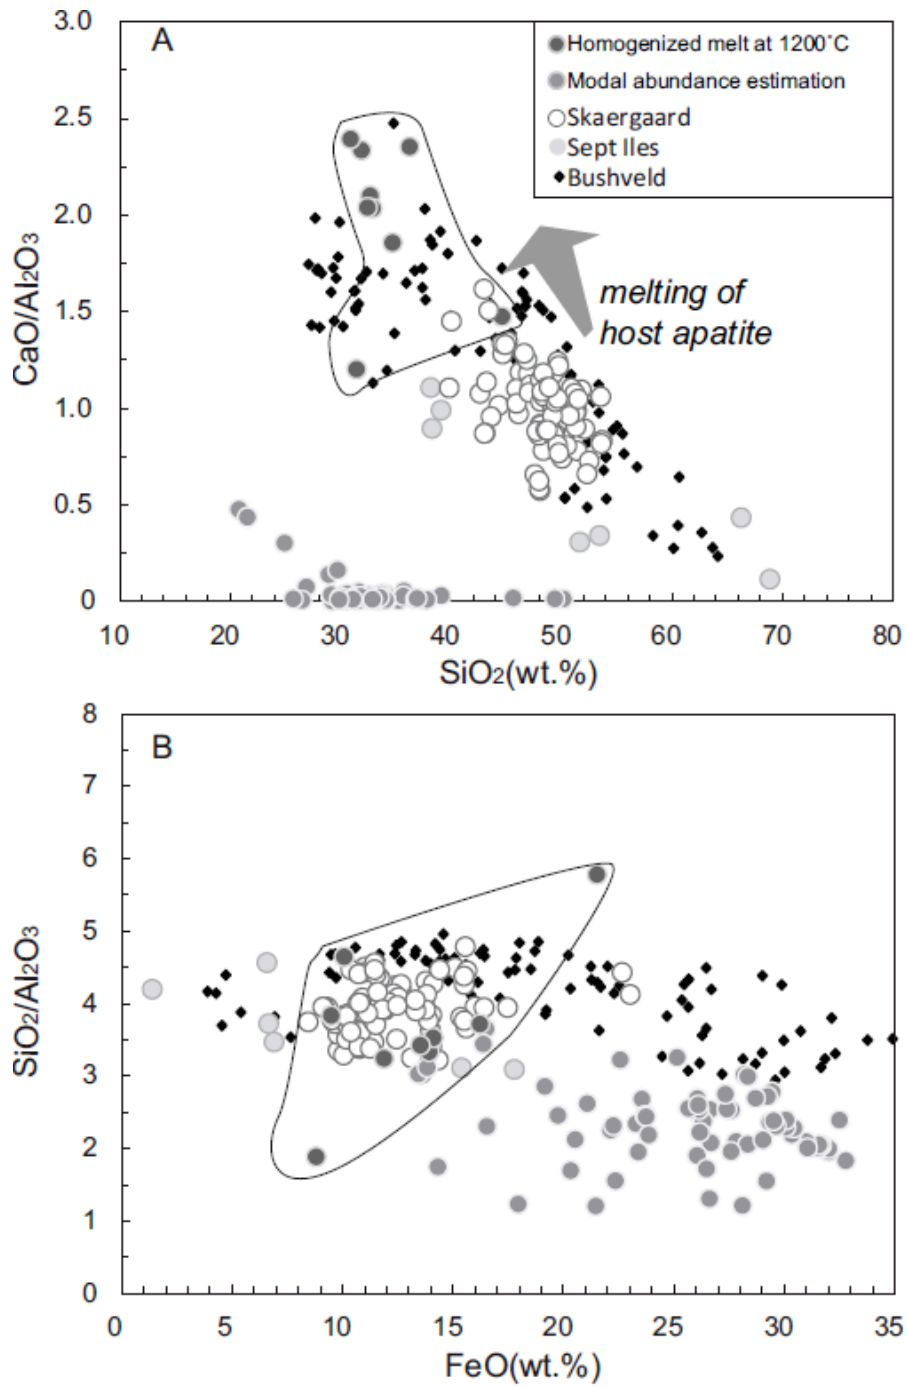 3.0
A
Homogenized melt at 1200˚C
Modal abundance estimation
Skaergaard
Sept Iles
Bushveld
2.5
2.0
1.5
1.0
0.5
0
CaO/Al2O3
melting of
host apatite
10 20 30 40 50 60 70 80
SiO2(wt.%)
8
B
7
6
5
4
3
2
1
0
SiO2/Al2O3
0 5 10 15 20 25 30 35
FeO(wt.%)